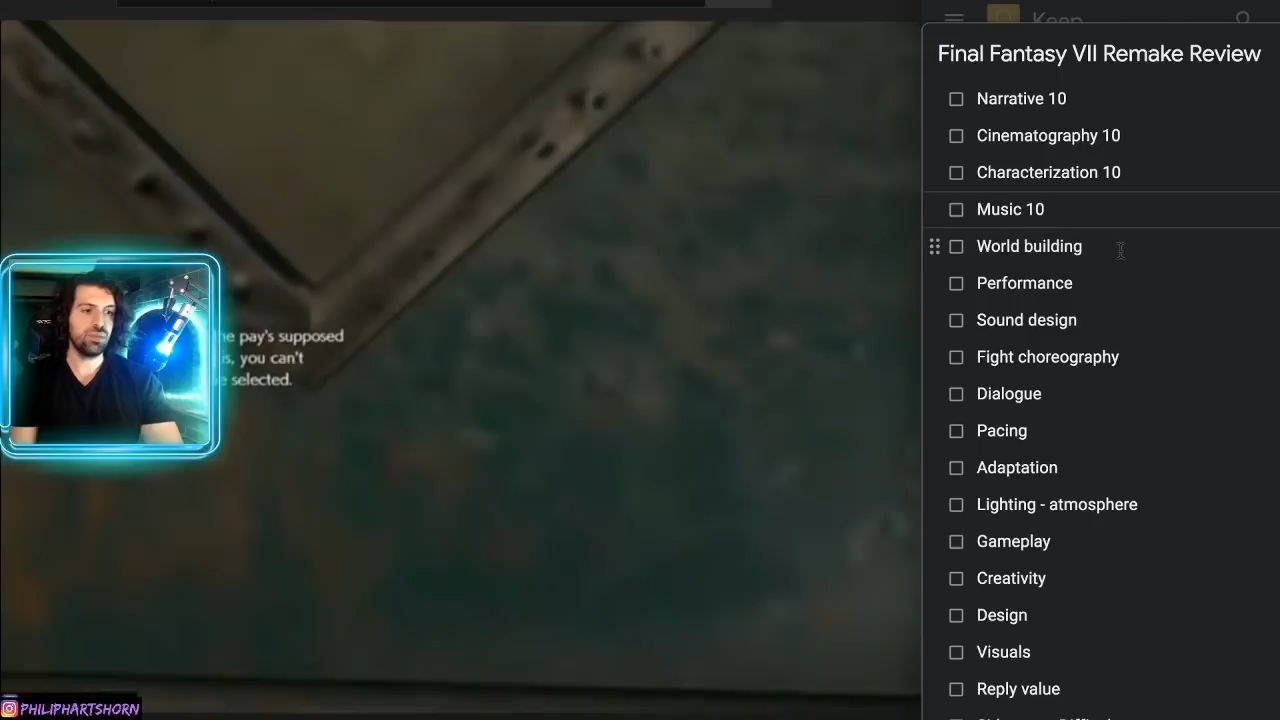 Keep
Final Fantasy VII Remake Review
Narrative 10
Cinematography 10
Characterization 10
Music 10
World building
Performance
Sound design
Fight choreography
Dialogue
Pacing
Adaptation
Lighting - atmosphere
Gameplay
Creativity
Design
Visuals
Reply value
pay's supposed
you can't
selected.
PHILIPHARTSHORN